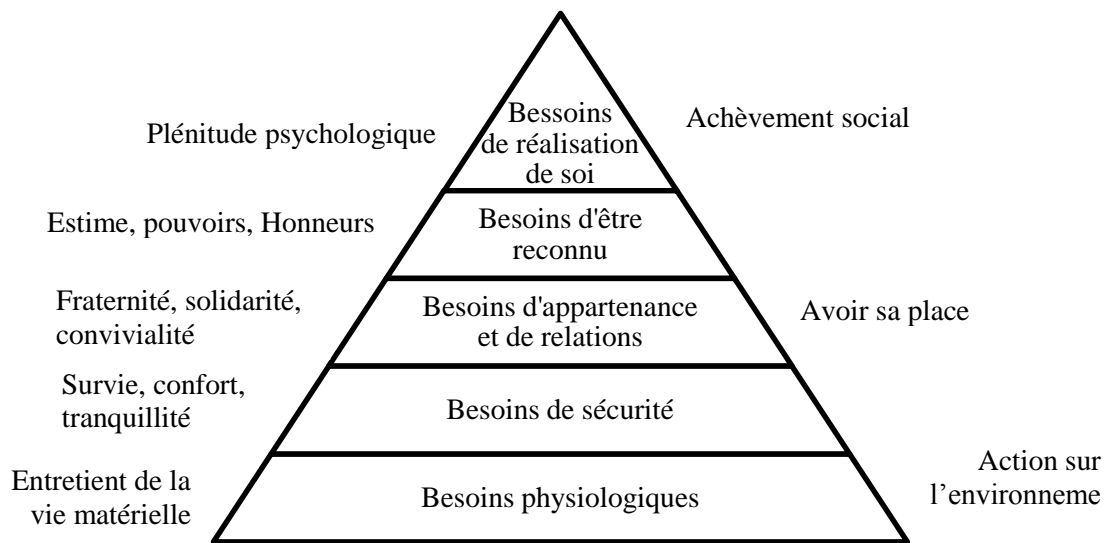 Plénitude psychologique
Bessoins
de réalisation
de soi
Achèvement social
Estime, pouvoirs, Honneurs
Besoins d'être
reconnu
Fraternité, solidarité,
convivialité
Besoins d'appartenance
et de relations
Avoir sa place
Survie, confort,
tranquillité
Besoins de sécurité
Entretient de la
vie matérielle
Besoins physiologiques
Action sur
l’environneme